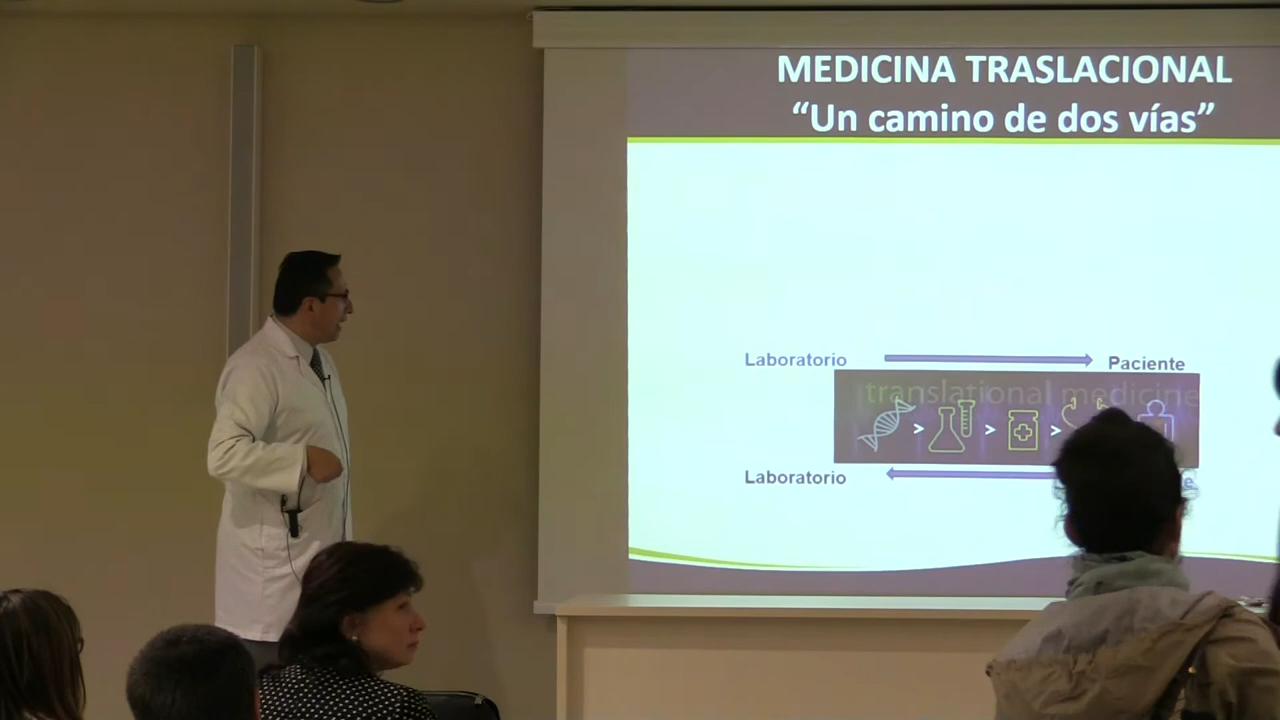 MEDICINA TRASLACIONAL
“Un camino de dos vías”
Laboratorio
Paciente
translational medicine
Laboratorio